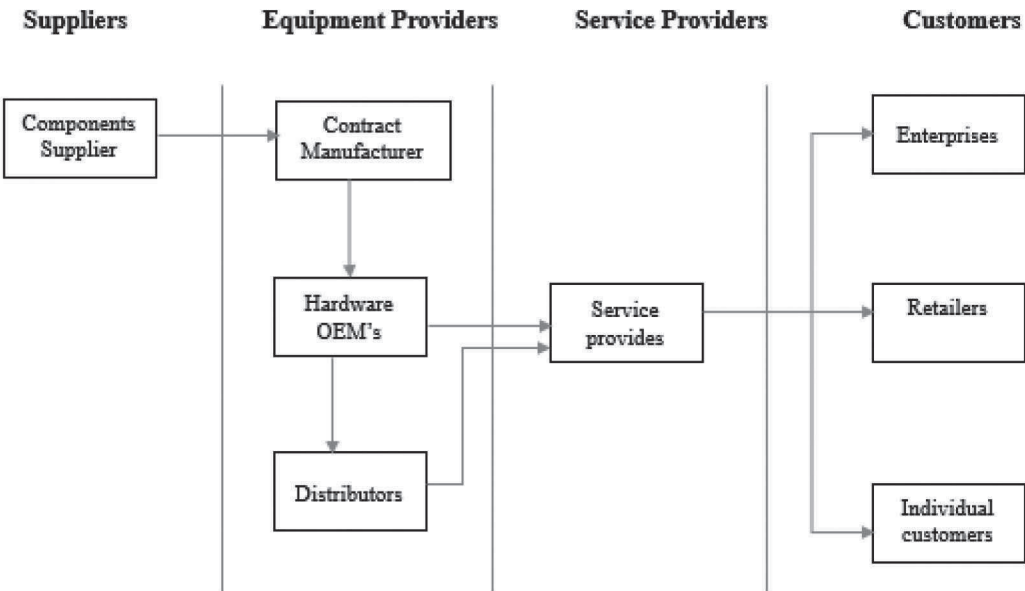 Suppliers
Equipment Providers
Service Providers
Customers
Components
Supplier
Contract
Manufacturer
Enterprises
Hardware
OEM's
Service
provides
Retailers
Distributors
Individual
customers